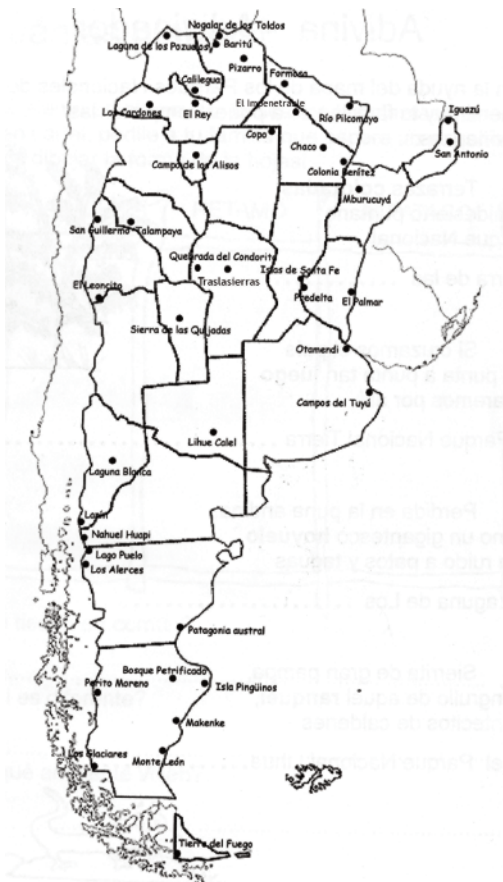 Nogalar de los Toldos
Laguna de los Pozuelos
Baritú
Pizarro
Formosa
Calilegua
El Impenetrable
Iguazú
Los Cardones
El Rey
Río Pilcomayo
Copo
Chaco
San Antonio
Campo de los Alisos
Colonia Benítez
Mburucuyá
San Guillermo
Talampaya
Quebrada del Condorito
Islas de Santa Fe
Traslasierras
El Leoncito
Predelta
El Palmar
Sierra de las Quijadas
Otamendi
Campos del Tuyú
Lihue Calel
Laguna Blanca
Lanín
Nahuel Huapi
Lago Puelo
Los Alerces
Patagonia austral
Bosque Petrificado
Perito Moreno
Isla Pingüinos
Makenke
Monte León
Los Glaciares
Tierra del Fuego